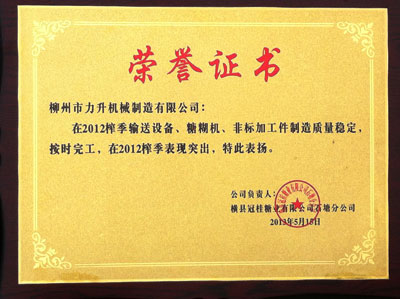 荣誉证书
柳州市力升机械制造有限公司：
在2012榨季输送设备、糖糊机、非标加工件制造质量稳定，
按时完工，在2012榨季表现突出，特此表扬。
公司负责人：
横县冠桂糖业有限公司石塘分公司
2013年5月15日